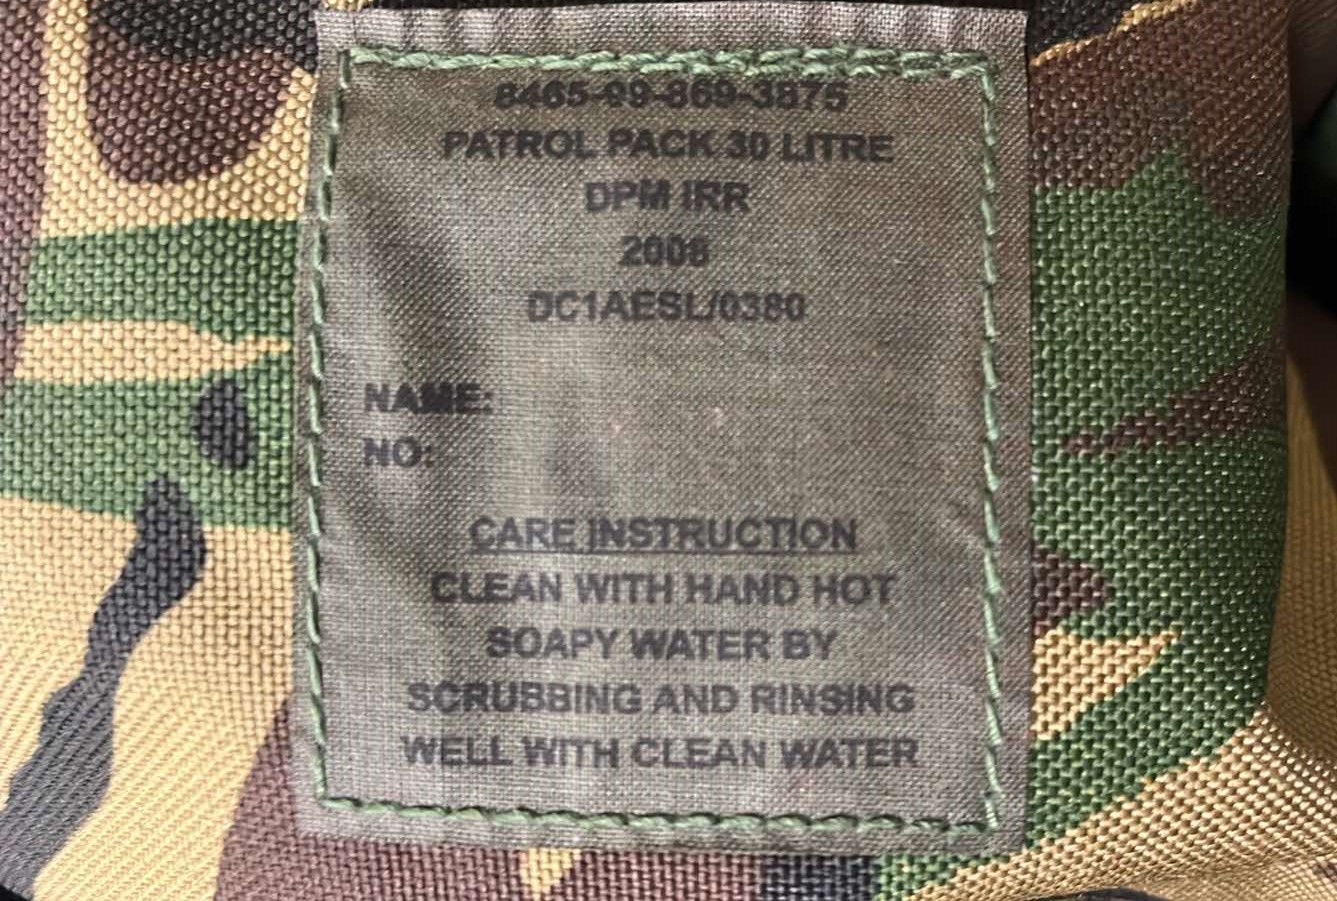 8465-99-869-3875
PATROL PACK 30 LITRE
DPM IRR
2006
DC1AESL/0380
NAME:
NO:
CARE INSTRUCTION
CLEAN WITH HAND HOT
SOAPY WATER BY
SCRUBBING AND RINSING
WELL WITH CLEAN WATER